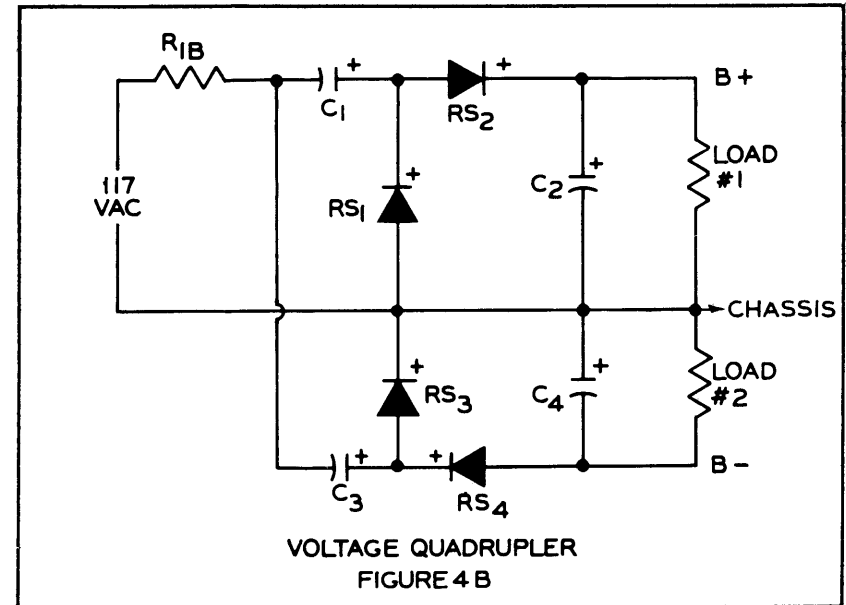 R1B
+
C1
+
RS2
B+
117
VAC
+
RS1
+
C2
LOAD
#1
CHASSIS
+
RS3
+
C4
LOAD
#2
+
C3
+
RS4
B-
VOLTAGE QUADRUPLER
FIGURE 4B